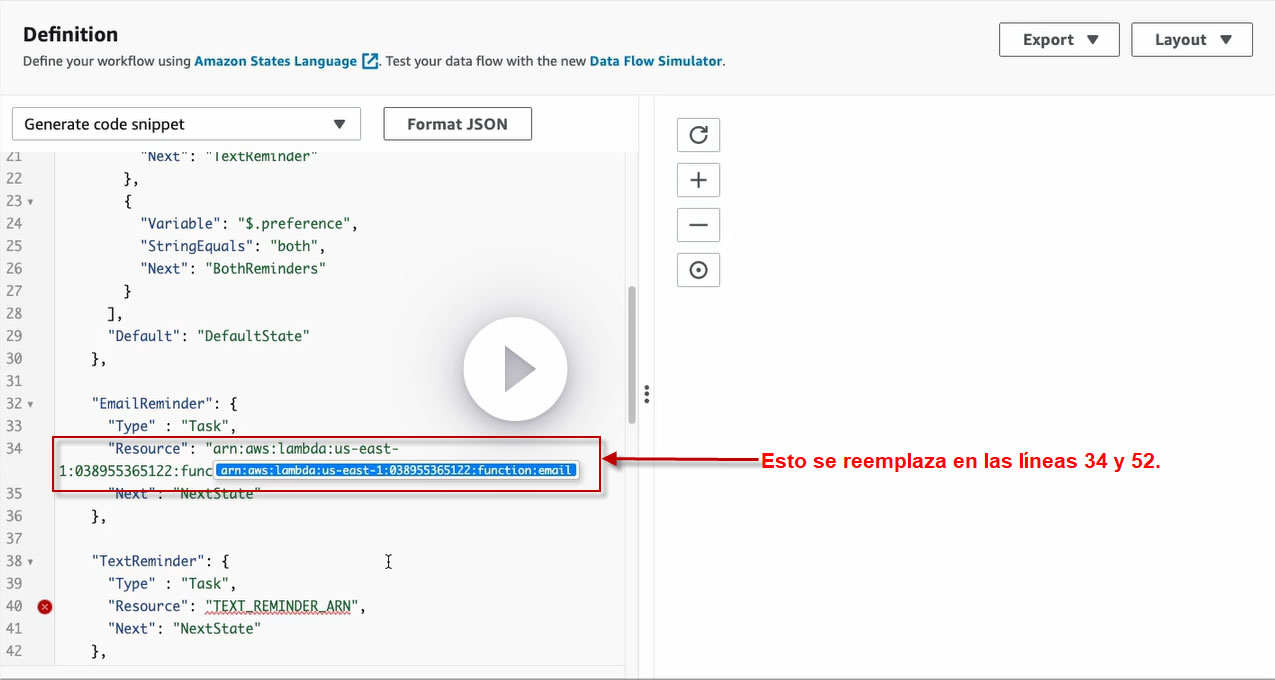 Definition
Define your workflow using Amazon States Language. Test your data flow with the new Data Flow Simulator.
Export
Layout
Generate code snippet
Format JSON
21 "Next": "TextReminder"
22 },
23 {
24 "Variable": "$.preference",
25 "StringEquals": "both",
26 "Next": "BothReminders"
27 }
28 ],
29 "Default": "DefaultState"
30 },
31
32 "EmailReminder": {
33 "Type" : "Task",
34 "Resource": "arn:aws:lambda:us-east-
1:038955365122:func arn:aws:lambda:us-east-1:038955365122:function:email
Esto se reemplaza en las líneas 34 y 52.
35 "Next": "NextState"
36 },
37
38 "TextReminder": {
39 "Type" : "Task",
40 "Resource": "TEXT_REMINDER_ARN",
41 "Next": "NextState"
42 },